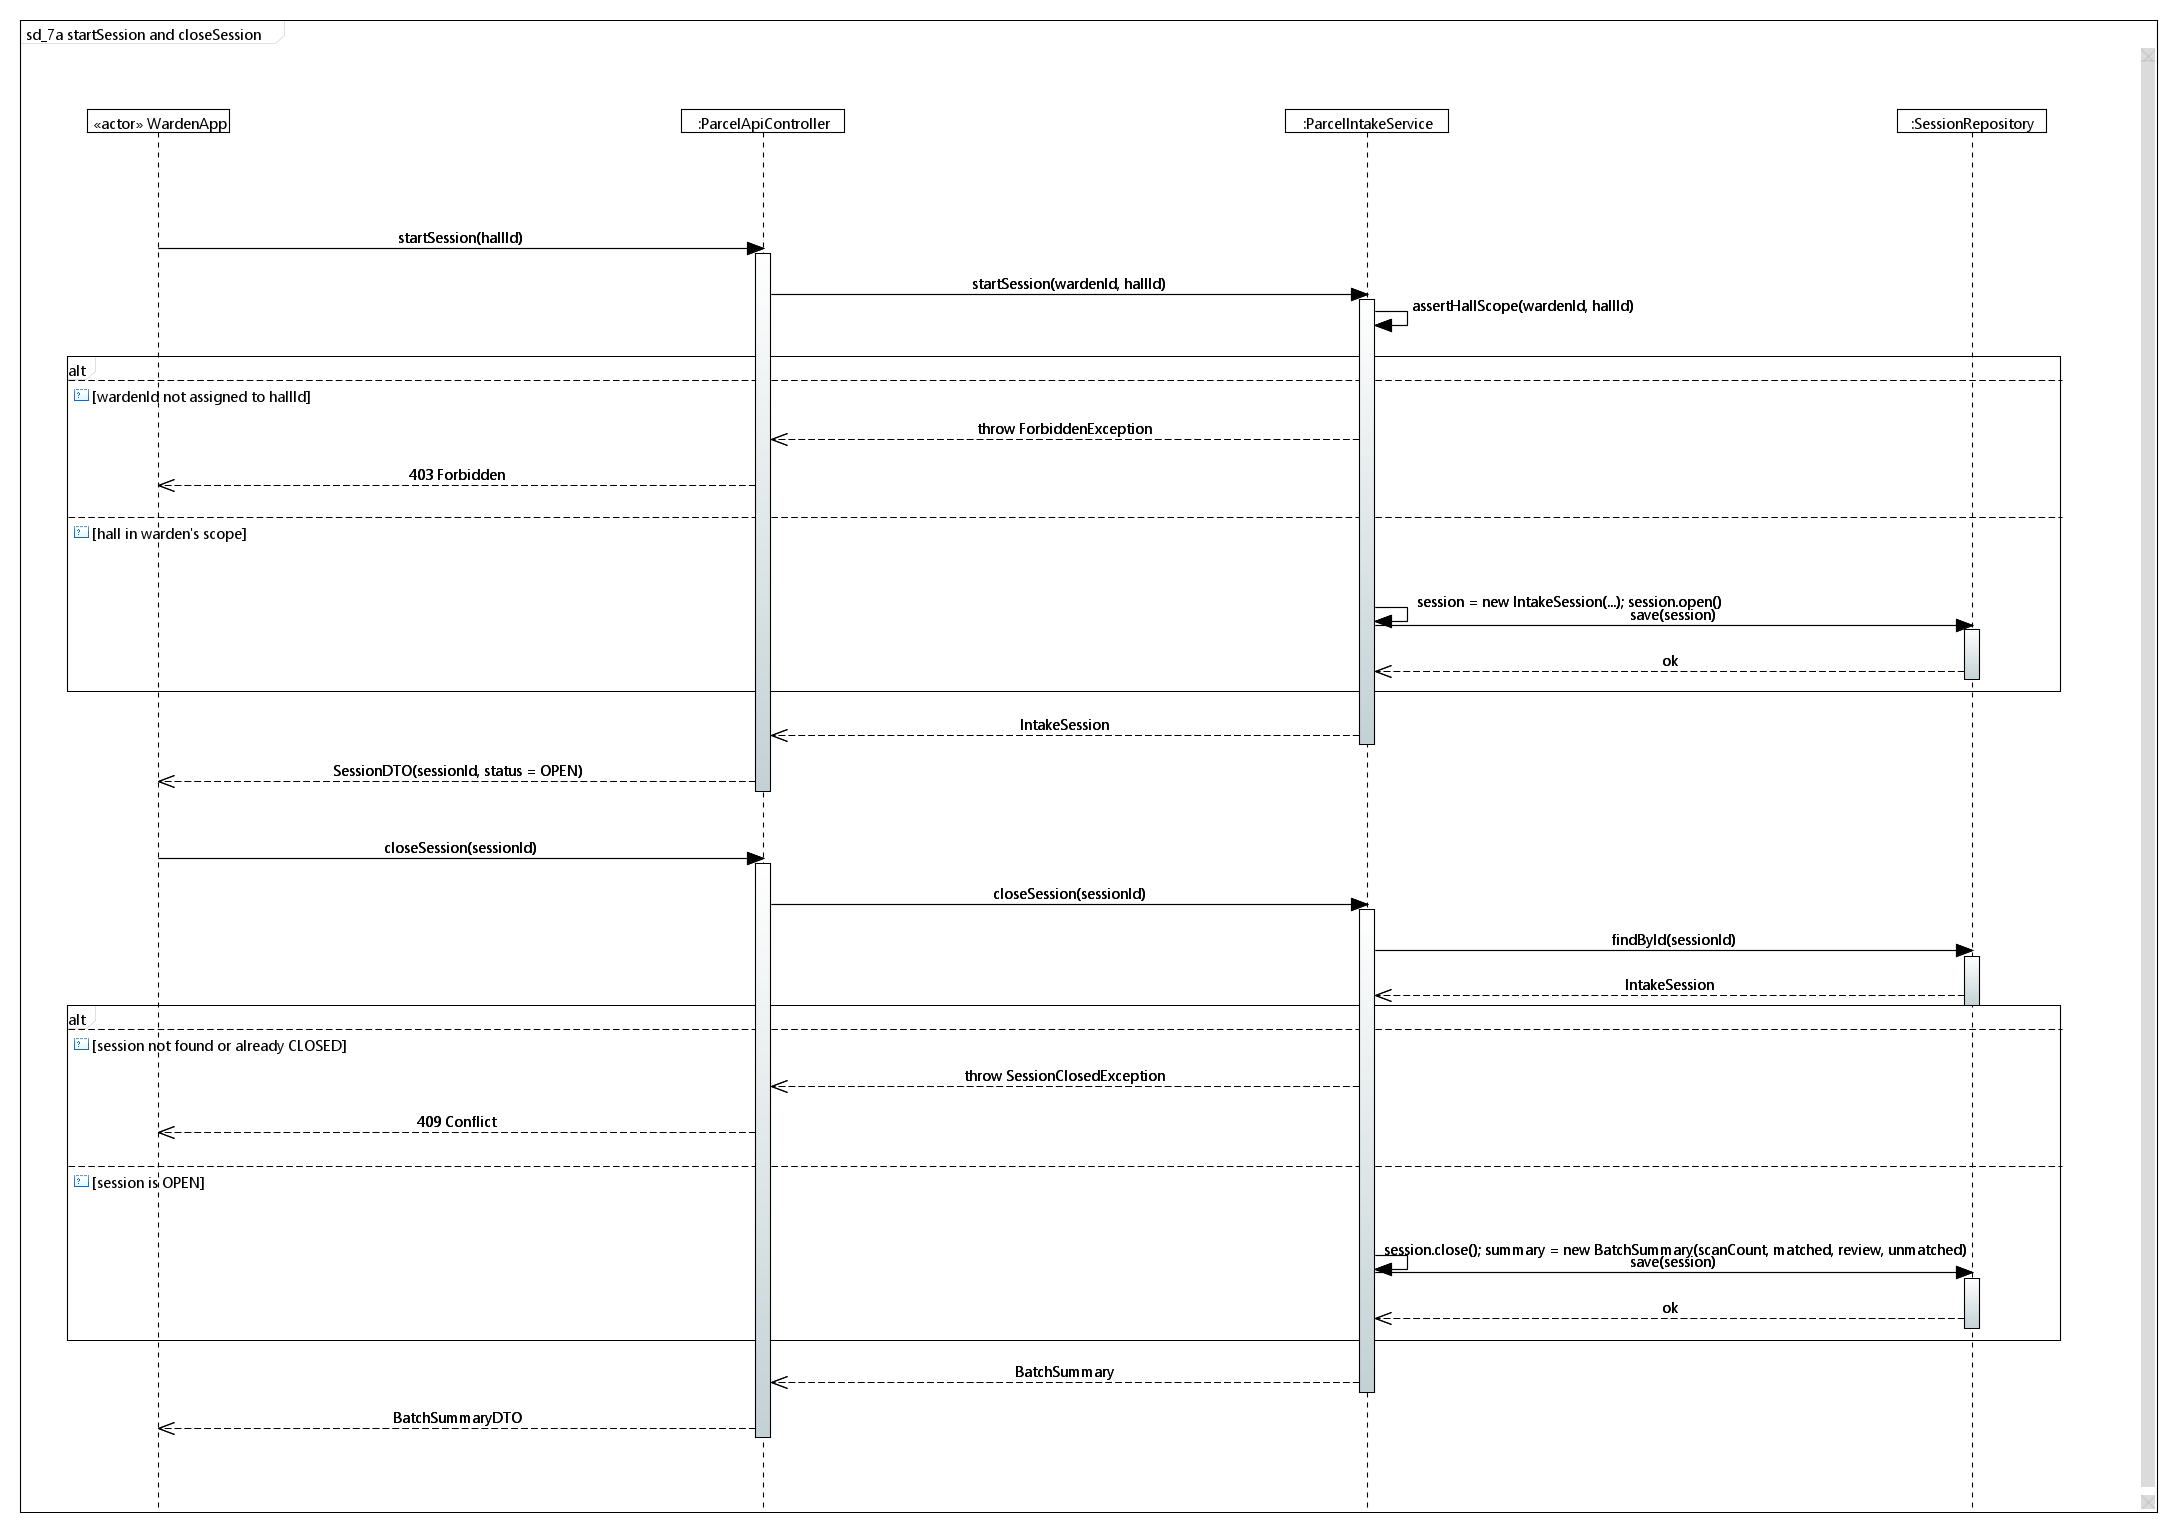 sd_7a startSession and closeSession
«actor» WardenApp
:ParcelApiController
:ParcelIntakeService
:SessionRepository
startSession(hallId)
startSession(wardenId, hallId)
assertHallScope(wardenId, hallId)
alt
[wardenId not assigned to hallId]
throw ForbiddenException
403 Forbidden
[hall in warden's scope]
session = new IntakeSession(...); session.open()
save(session)
ok
IntakeSession
SessionDTO(sessionId, status = OPEN)
closeSession(sessionId)
closeSession(sessionId)
findById(sessionId)
IntakeSession
alt
[session not found or already CLOSED]
throw SessionClosedException
409 Conflict
[session is OPEN]
session.close(); summary = new BatchSummary(scanCount, matched, review, unmatched)
save(session)
ok
BatchSummary
BatchSummaryDTO